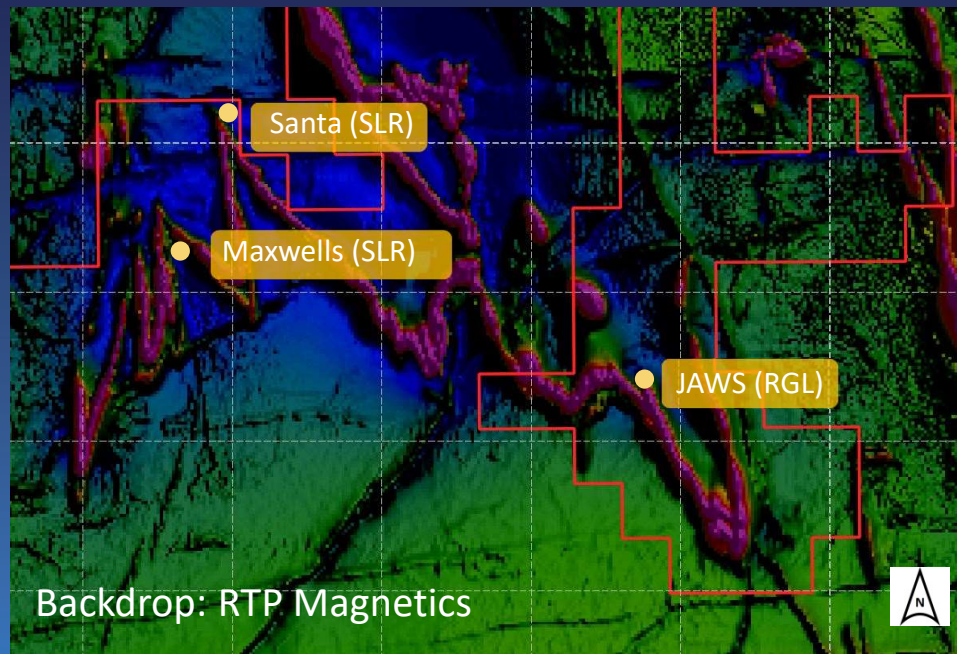 Santa (SLR)
Maxwells (SLR)
JAWS (RGL)
Backdrop: RTP Magnetics
N